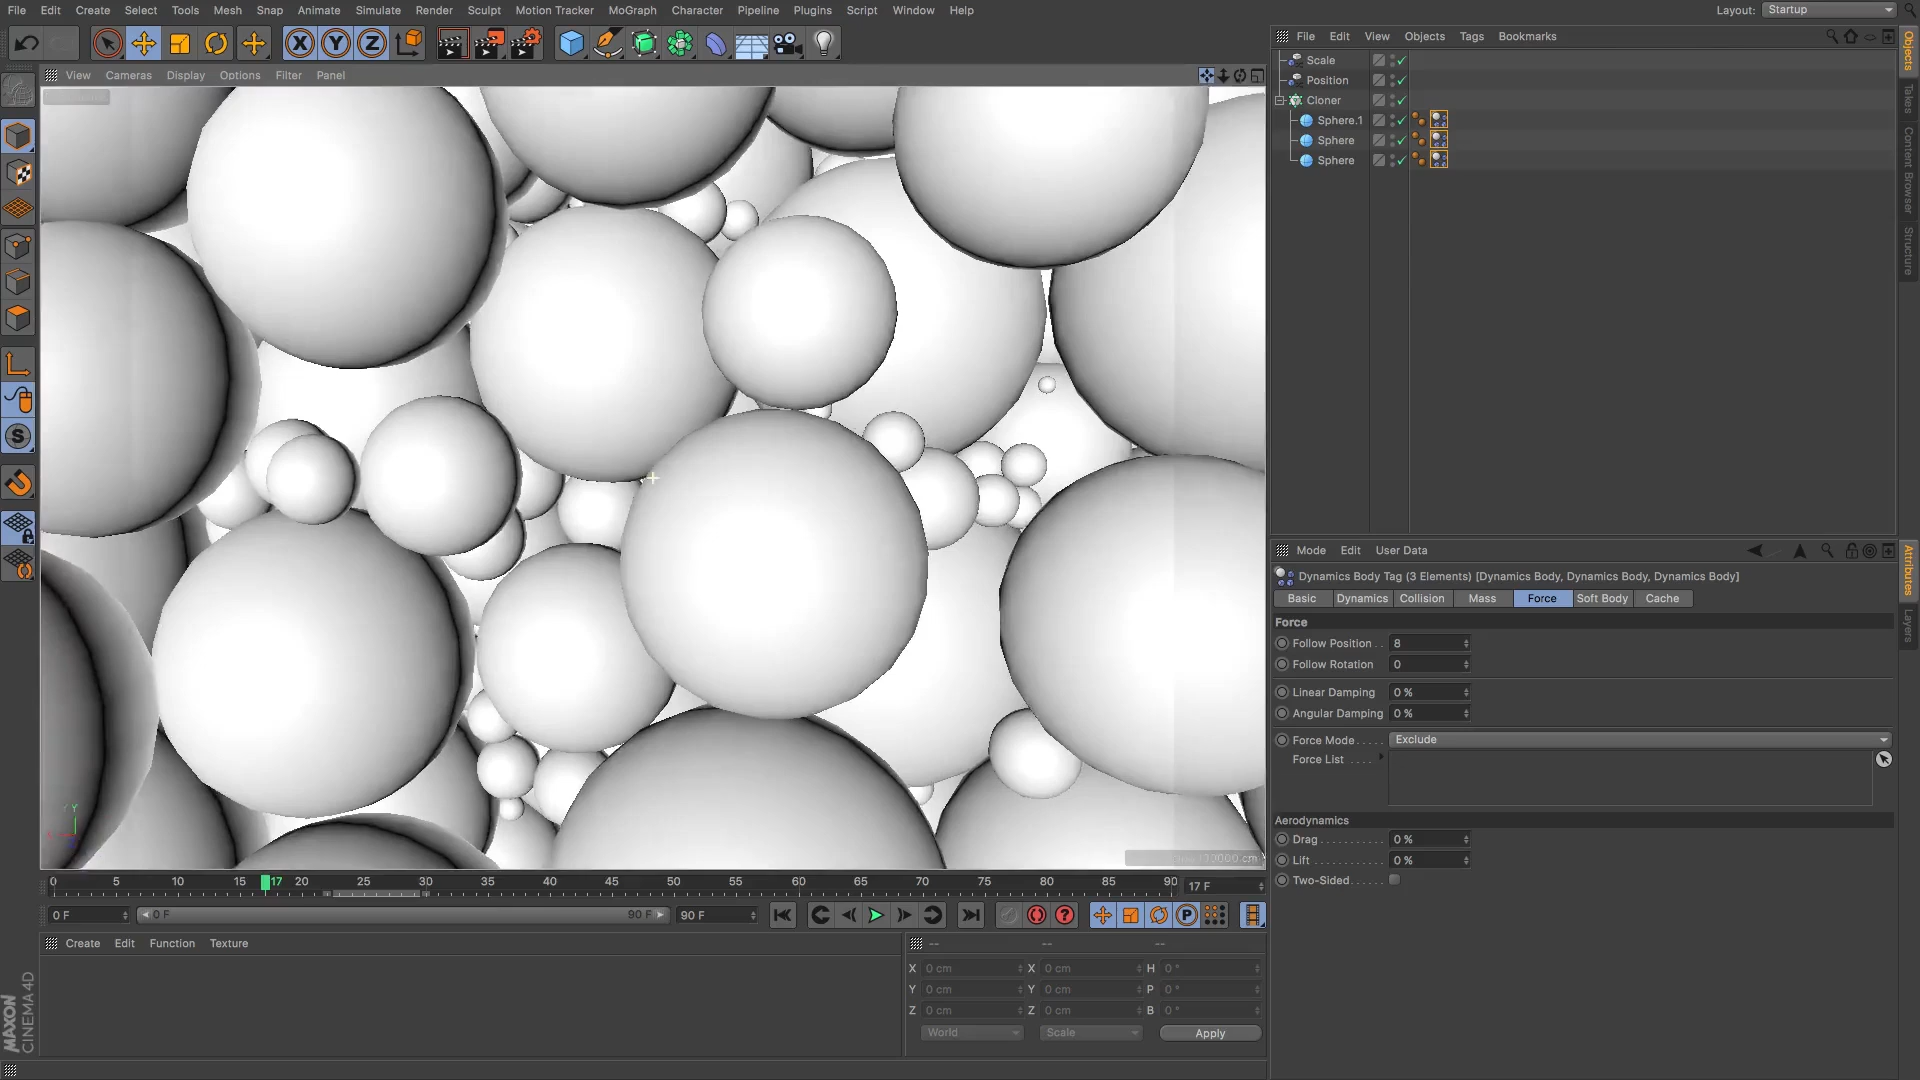 File Edit Create Select Tools Mesh Snap Animate Simulate Render Sculpt Motion Tracker MoGraph Character Pipeline Plugins Script Window Help
Layout: Startup
File Edit View Objects Tags Bookmarks
View Cameras Display Options Filter Panel
Scale
Position
Cloner
Sphere.1
Sphere
Sphere
Objects
Takes
Content Browser
Structure
Mode Edit User Data
Dynamics Body Tag (3 Elements) [Dynamics Body, Dynamics Body, Dynamics Body]
Basic Dynamics Collision Mass Force Soft Body Cache
Force
Follow Position . . 8
Follow Rotation 0
Linear Damping 0 %
Angular Damping 0 %
Force Mode . . . . . Exclude
Force List . . . .
Aerodynamics
Drag . . . . . . . . . . . 0 %
Lift . . . . . . . . . . . . 0 %
Two-Sided. . . . . .
Attributes
Layers
Y
0 5 10 15 17 20 25 30 35 40 45 50 55 60 65 70 75 80 85 90 17 F
0 F 0 F 90 F 90 F
Create Edit Function Texture
-- -- --
X 0 cm X 0 cm H 0 °
Y 0 cm Y 0 cm P 0 °
Z 0 cm Z 0 cm B 0 °
World Scale Apply
MAXON
CINEMA 4D